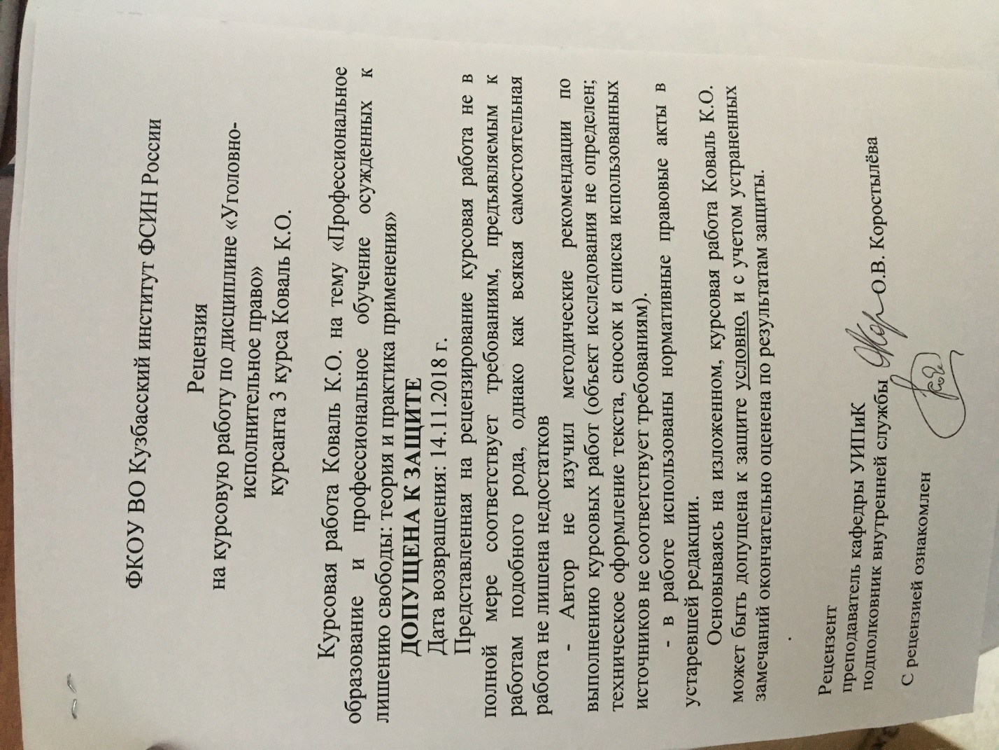 ФКОУ ВО Кузбасский институт ФСИН России
Рецензия
на курсовую работу по дисциплине «Уголовно-
исполнительное право»
курсанта 3 курса Коваль К.О.
Курсовая работа Коваль К.О. на тему «Профессиональное
образование и профессиональное обучение осужденных к
лишению свободы: теория и практика применения»
ДОПУЩЕНА К ЗАЩИТЕ
Дата возвращения: 14.11.2018 г.
Представленная на рецензирование курсовая работа не в
полной мере соответствует требованиям, предъявляемым к
работам подобного рода, однако как всякая самостоятельная
работа не лишена недостатков
- Автор не изучил методические рекомендации по
выполнению курсовых работ (объект исследования не определен;
техническое оформление текста, сносок и списка использованных
источников не соответствует требованиям).
- в работе использованы нормативные правовые акты в
устаревшей редакции.
Основываясь на изложенном, курсовая работа Коваль К.О.
может быть допущена к защите условно, и с учетом устраненных
замечаний окончательно оценена по результатам защиты.
.
Рецензент
преподаватель кафедры УИПиК
подполковник внутренней службы О.В. Коростылёва
С рецензией ознакомлен